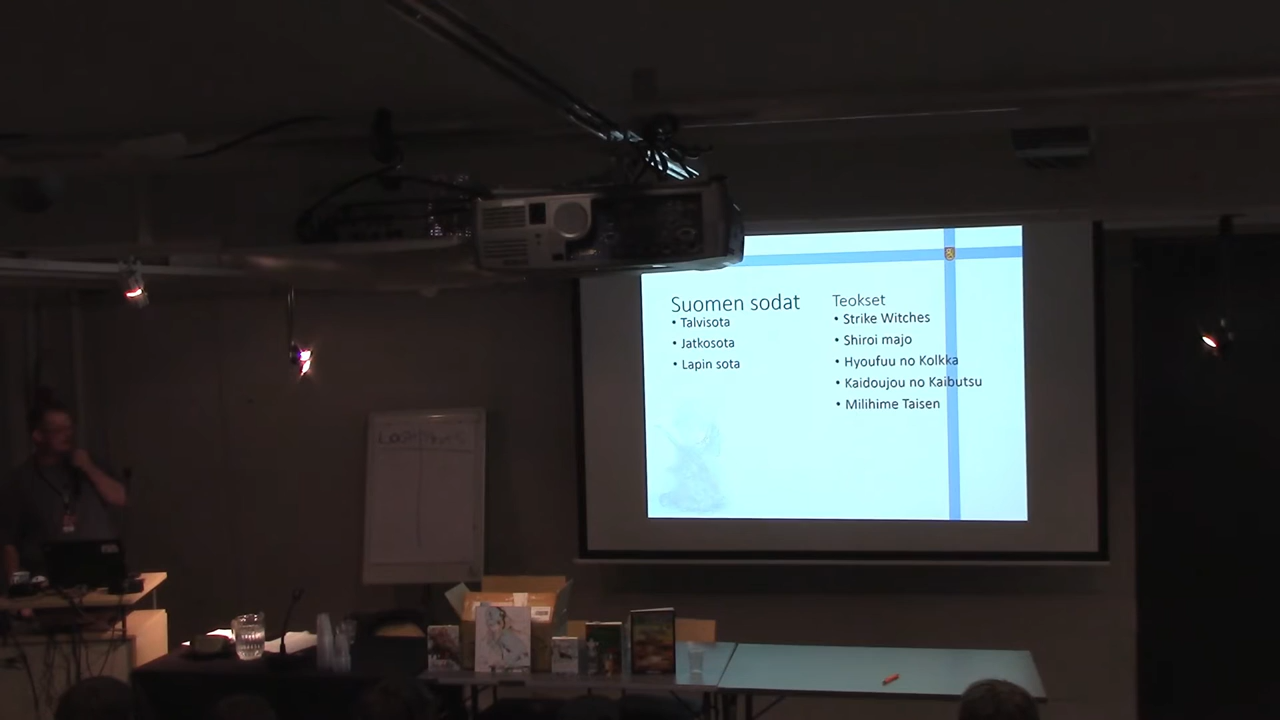 Suomen sodat
• Talvisota
• Jatkosota
• Lapin sota
Teokset
• Strike Witches
• Shiroi majo
• Hyoufuu no Kolkka
• Kaidoujou no Kaibutsu
• Milihime Taisen